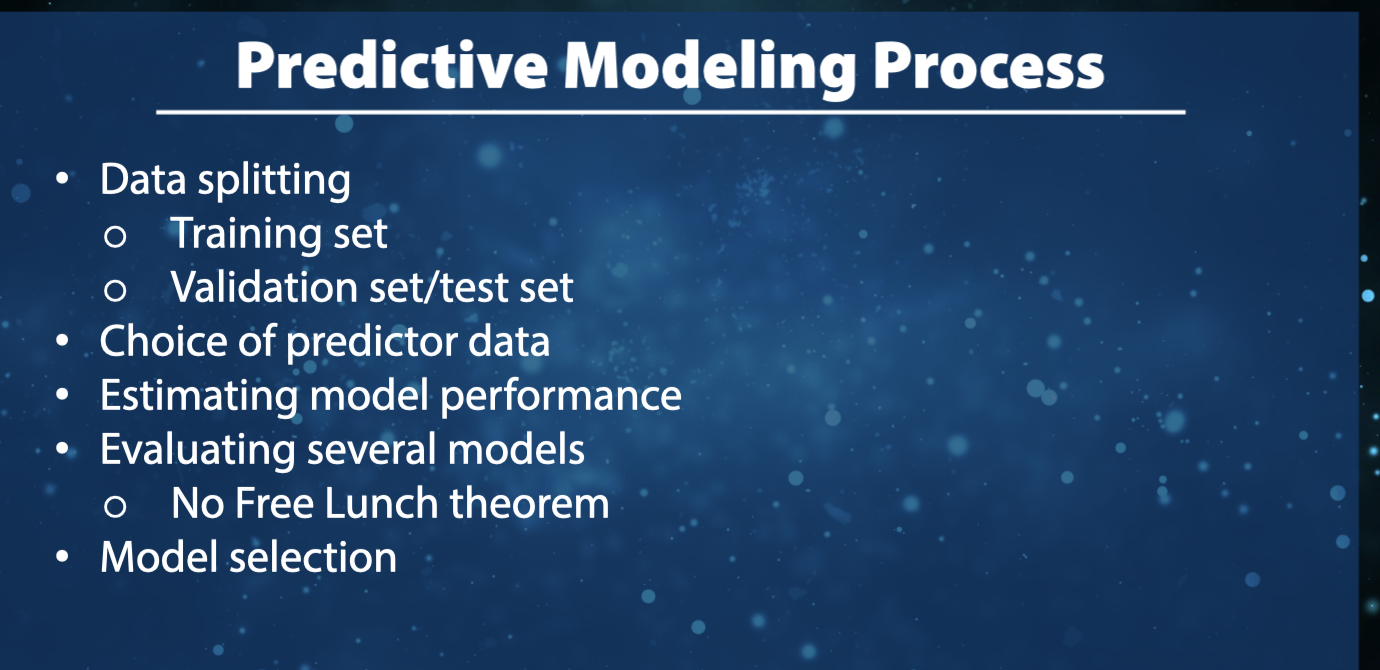 Predictive Modeling Process
• Data splitting
○ Training set
○ Validation set/test set
• Choice of predictor data
• Estimating model performance
• Evaluating several models
○ No Free Lunch theorem
• Model selection